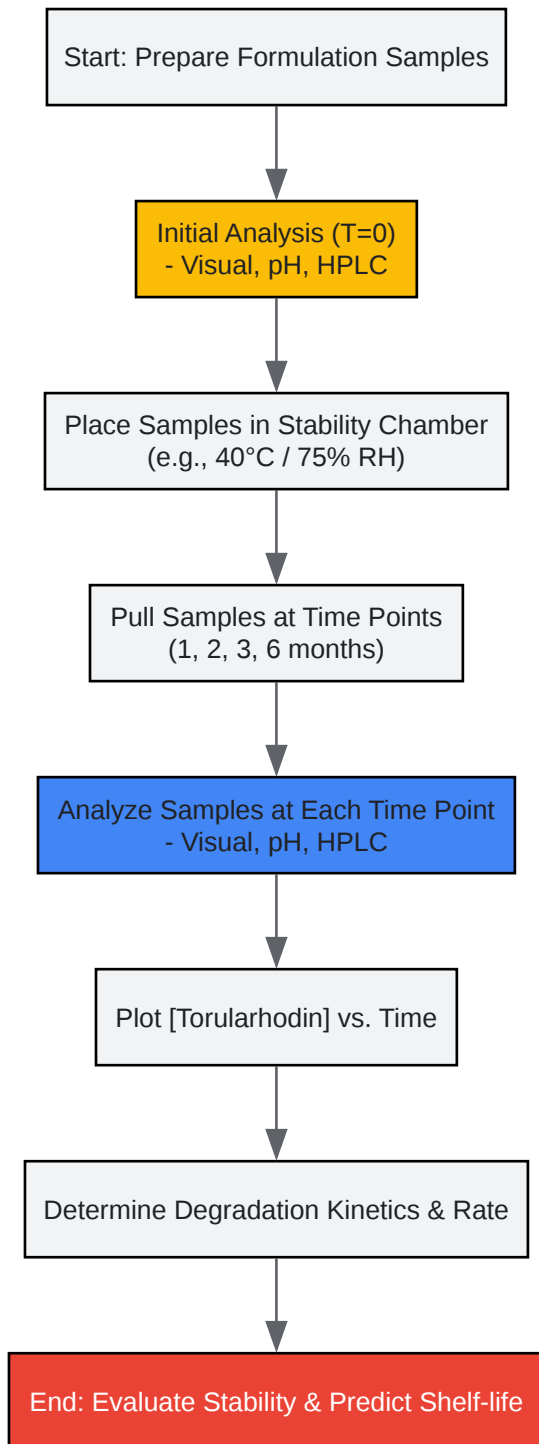 Start: Prepare Formulation Samples
Initial Analysis (T=0)
- Visual, pH, HPLC
Place Samples in Stability Chamber
(e.g., 40°C / 75% RH)
Pull Samples at Time Points
(1, 2, 3, 6 months)
Analyze Samples at Each Time Point
- Visual, pH, HPLC
Plot [Torularhodin] vs. Time
Determine Degradation Kinetics & Rate
End: Evaluate Stability & Predict Shelf-life